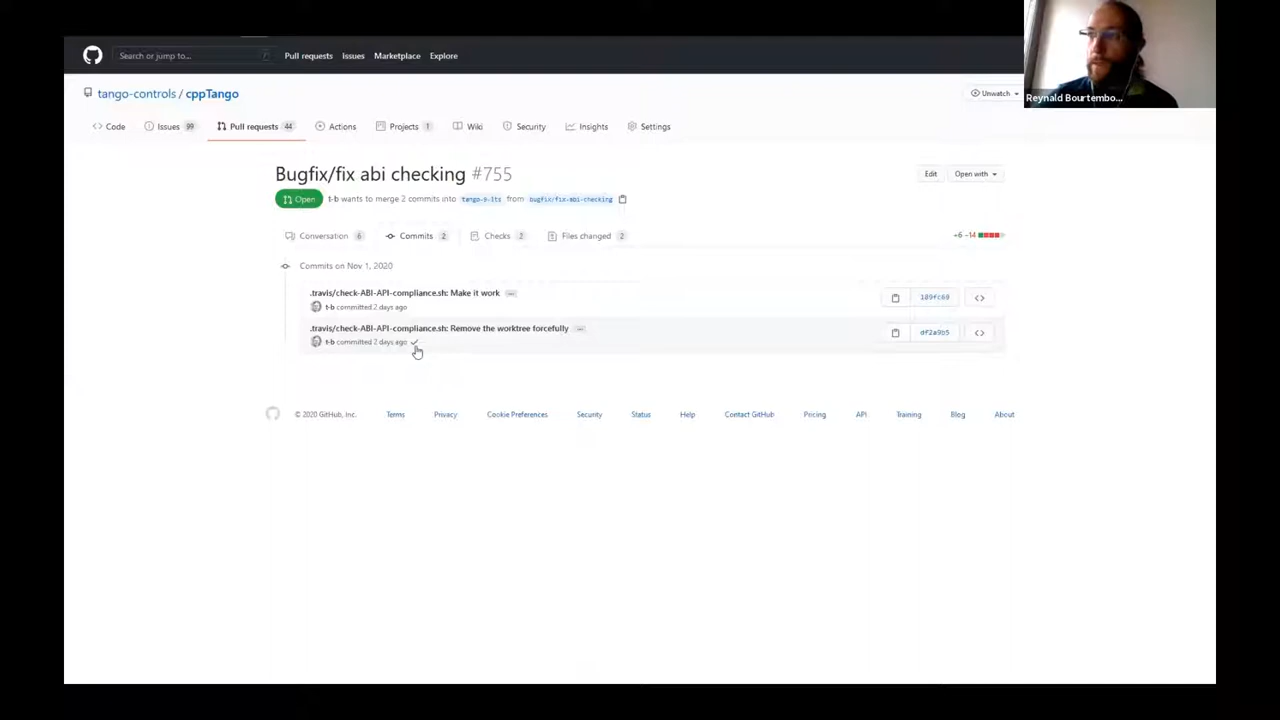 Search or jump to...
/
Pull requests
Issues
Marketplace
Explore
Reynald Bourtembo...
tango-controls / cppTango
Unwatch
Code
Issues 99
Pull requests 44
Actions
Projects 1
Wiki
Security
Insights
Settings
Bugfix/fix abi checking #755
Edit
Open with
Open
t-b wants to merge 2 commits into tango-9-lts from bugfix/fix-abi-checking
Conversation 6
Commits 2
Checks 2
Files changed 2
+6 -14
Commits on Nov 1, 2020
.travis/check-ABI-API-compliance.sh: Make it work ...
t-b committed 2 days ago
189fc60
.travis/check-ABI-API-compliance.sh: Remove the worktree forcefully ...
t-b committed 2 days ago
df2a9b5
© 2020 GitHub, Inc.
Terms
Privacy
Cookie Preferences
Security
Status
Help
Contact GitHub
Pricing
API
Training
Blog
About